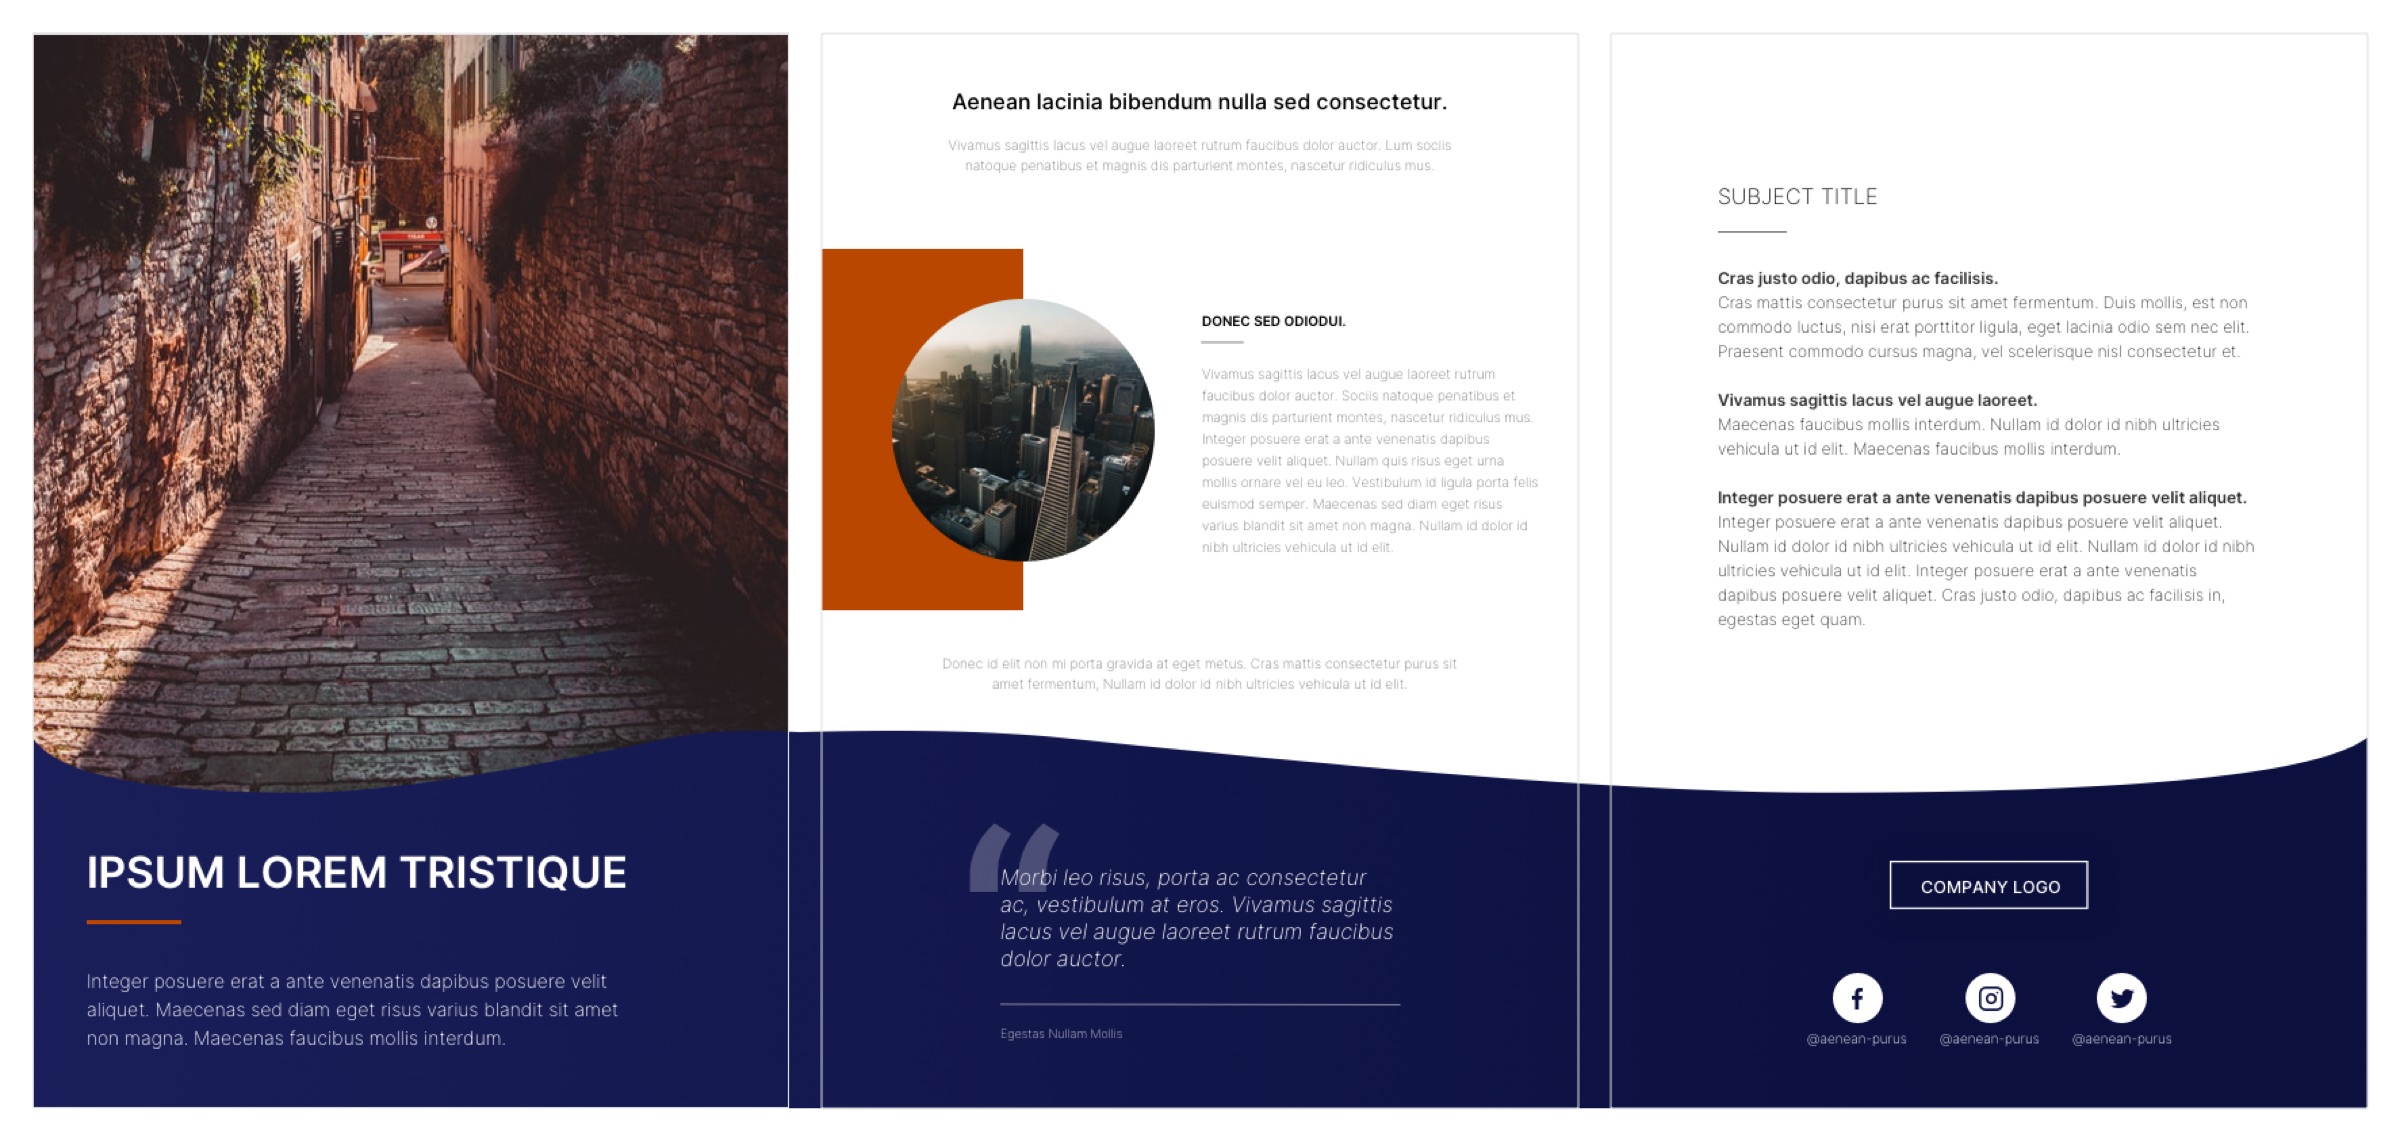 IPSUM LOREM TRISTIQUE
Integer posuere erat a ante venenatis dapibus posuere velit
aliquet. Maecenas sed diam eget risus varius blandit sit amet
non magna. Maecenas faucibus mollis interdum.
Aenean lacinia bibendum nulla sed consectetur.
Vivamus sagittis lacus vel augue laoreet rutrum faucibus dolor auctor. Lum sociis
natoque penatibus et magnis dis parturient montes, nascetur ridiculus mus.
DONEC SED ODIODUI.
Vivamus sagittis lacus vel augue laoreet rutrum
faucibus dolor auctor. Sociis natoque penatibus et
magnis dis parturient montes, nascetur ridiculus mus.
Integer posuere erat a ante venenatis dapibus
posuere velit aliquet. Nullam quis risus eget urna
mollis ornare vel eu leo. Vestibulum id ligula porta felis
euismod semper. Maecenas sed diam eget risus
varius blandit sit amet non magna. Nullam id dolor id
nibh ultricies vehicula ut id elit.
Donec id elit non mi porta gravida at eget metus. Cras mattis consectetur purus sit
amet fermentum, Nullam id dolor id nibh ultricies vehicula ut id elit.
“
Morbi leo risus, porta ac consectetur
ac, vestibulum at eros. Vivamus sagittis
lacus vel augue laoreet rutrum faucibus
dolor auctor.
Egestas Nullam Mollis
SUBJECT TITLE
Cras justo odio, dapibus ac facilisis.
Cras mattis consectetur purus sit amet fermentum. Duis mollis, est non
commodo luctus, nisi erat porttitor ligula, eget lacinia odio sem nec elit.
Praesent commodo cursus magna, vel scelerisque nisl consectetur et.
Vivamus sagittis lacus vel augue laoreet.
Maecenas faucibus mollis interdum. Nullam id dolor id nibh ultricies
vehicula ut id elit. Maecenas faucibus mollis interdum.
Integer posuere erat a ante venenatis dapibus posuere velit aliquet.
Integer posuere erat a ante venenatis dapibus posuere velit aliquet.
Nullam id dolor id nibh ultricies vehicula ut id elit. Nullam id dolor id nibh
ultricies vehicula ut id elit. Integer posuere erat a ante venenatis
dapibus posuere velit aliquet. Cras justo odio, dapibus ac facilisis in,
egestas eget quam.
COMPANY LOGO
@aenean-purus @aenean-purus @aenean-purus